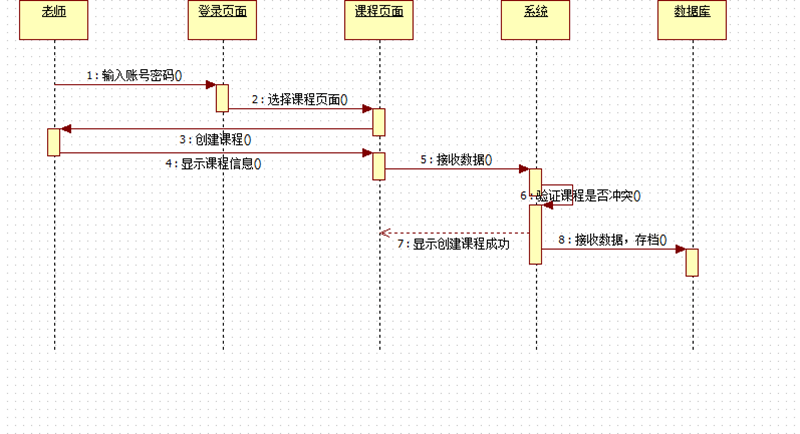 老师
登录页面
课程页面
系统
数据库
1：输入账号密码()
2：选择课程页面()
3：创建课程()
4：显示课程信息()
5：接收数据()
6：验证课程是否冲突()
7：显示创建课程成功
8：接收数据，存档()